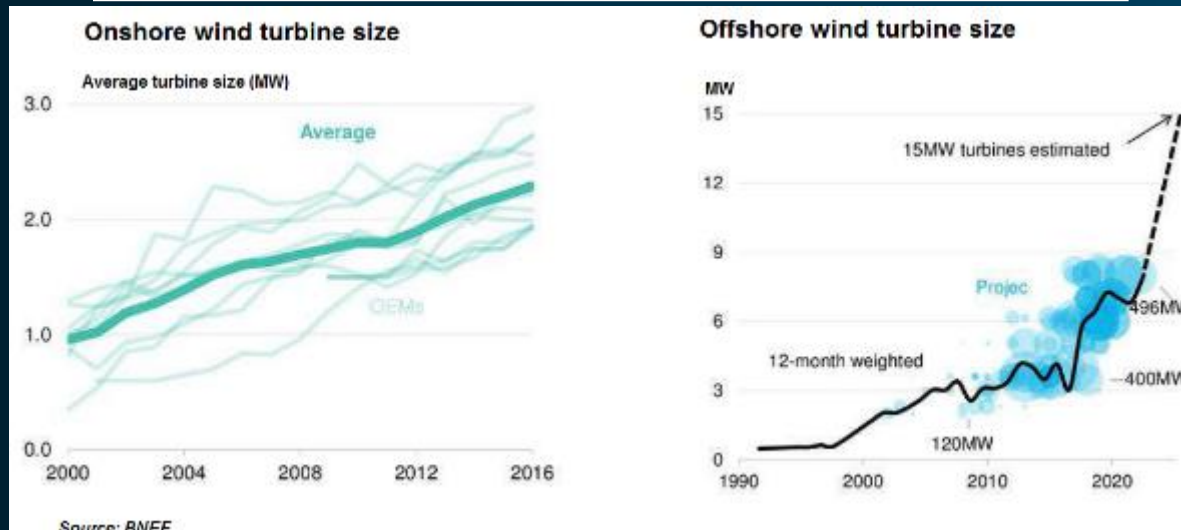 Onshore wind turbine size
Average turbine size (MW)
3.0
Average
2.0
OEMs
1.0
0.0
2000
2004
2008
2012
2016
Source: BNEF
Offshore wind turbine size
MW
15
15MW turbines estimated
12
9
Projec
6
496MW
12-month weighted
400MW
3
120MW
0
1990
2000
2010
2020